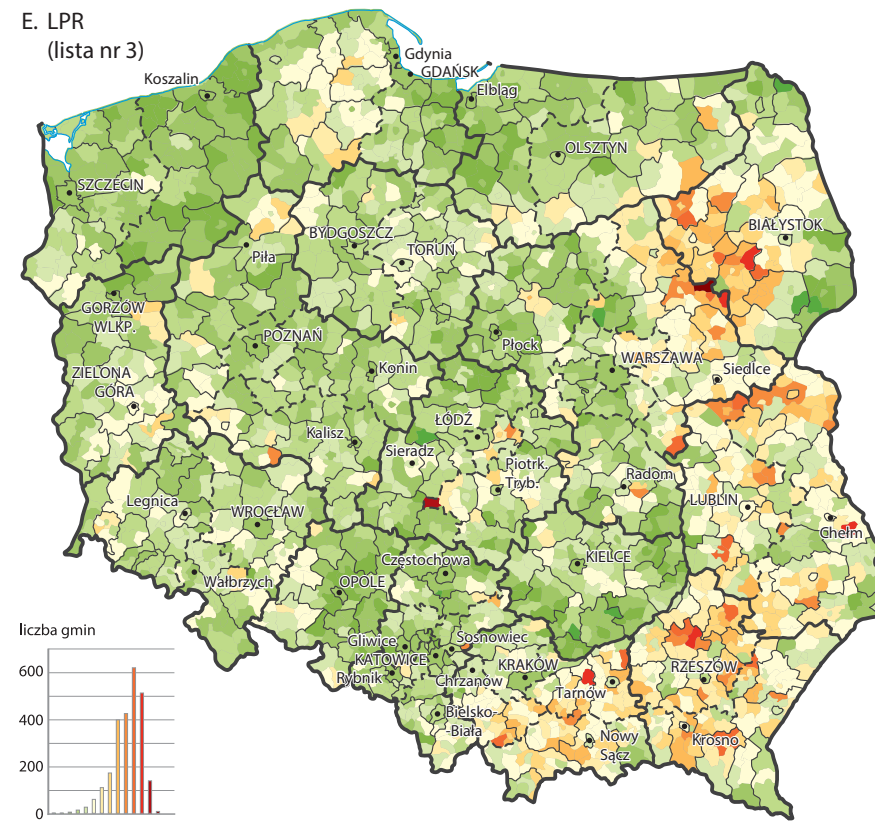 E. LPR
(lista nr 3)
Gdynia
GDAŃSK
Koszalin
Elbląg
OLSZTYN
SZCZECIN
BIAŁYSTOK
BYDGOSZCZ
TORUŃ
Piła
GORZÓW
WLKP.
POZNAŃ
Płock
WARSZAWA
Siedlce
Konin
ZIELONA
GÓRA
ŁÓDŹ
Kalisz
Sieradz
Piotrk.
Tryb.
Radom
LUBLIN
Legnica
WROCŁAW
Chełm
KIELCE
Częstochowa
Wałbrzych
OPOLE
Gliwice
Sosnowiec
KATOWICE
KRAKÓW
RZESZÓW
Rybnik
Chrzanów
Tarnów
Bielsko-
Biała
Nowy
Sącz
Krosno
liczba gmin
600
400
200
0